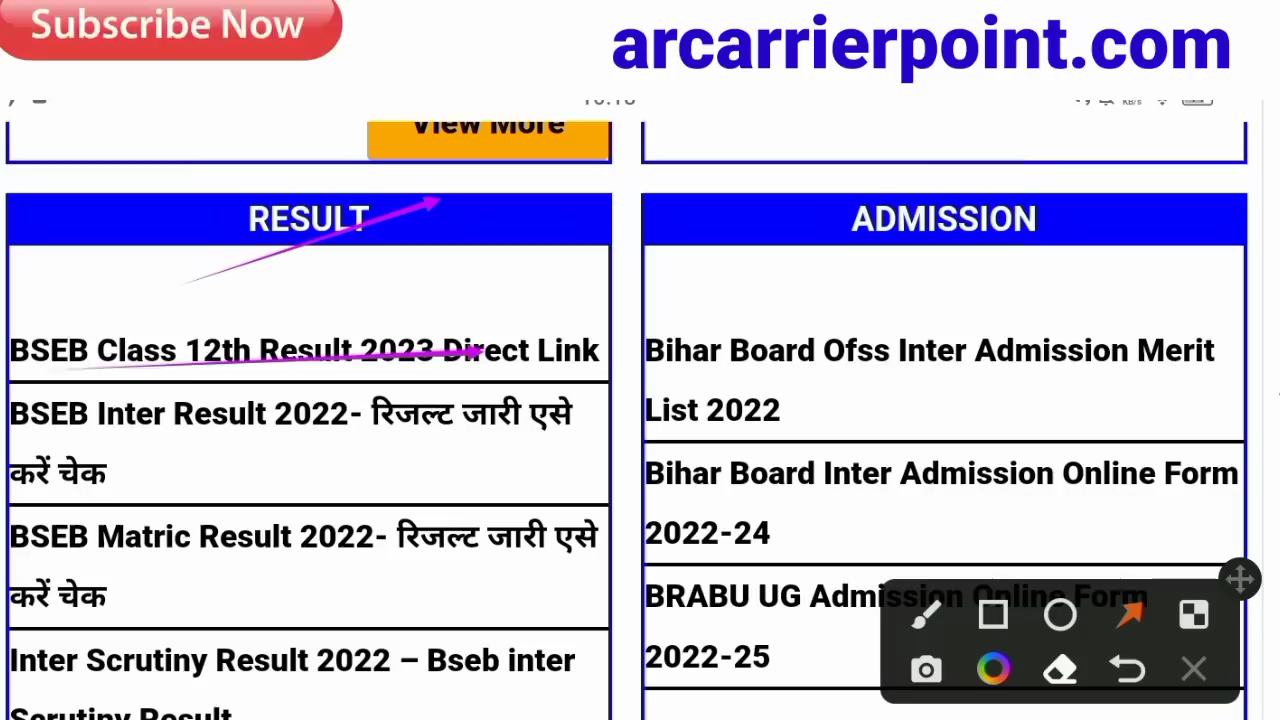 Subscribe Now
arcarrierpoint.com
View More
RESULT
BSEB Class 12th Result 2023 Direct Link
BSEB Inter Result 2022- रिजल्ट जारी एसे
करें चेक
BSEB Matric Result 2022- रिजल्ट जारी एसे
करें चेक
Inter Scrutiny Result 2022 – Bseb inter
Scrutiny Result
ADMISSION
Bihar Board Ofss Inter Admission Merit
List 2022
Bihar Board Inter Admission Online Form
2022-24
BRABU UG Admission Online Form
2022-25